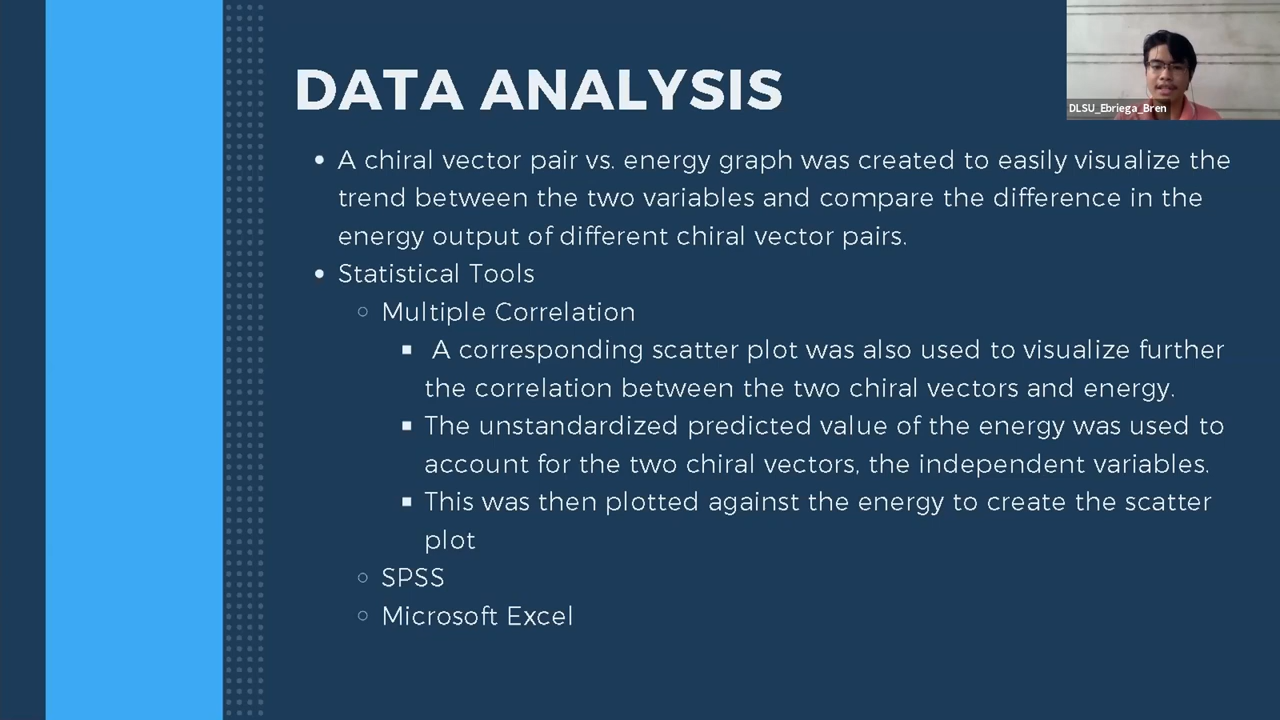 DATA ANALYSIS
DLSU_Ebriega_Bren
• A chiral vector pair vs. energy graph was created to easily visualize the
trend between the two variables and compare the difference in the
energy output of different chiral vector pairs.
• Statistical Tools
○ Multiple Correlation
▪ A corresponding scatter plot was also used to visualize further
the correlation between the two chiral vectors and energy.
▪ The unstandardized predicted value of the energy was used to
account for the two chiral vectors, the independent variables.
▪ This was then plotted against the energy to create the scatter
plot
○ SPSS
○ Microsoft Excel